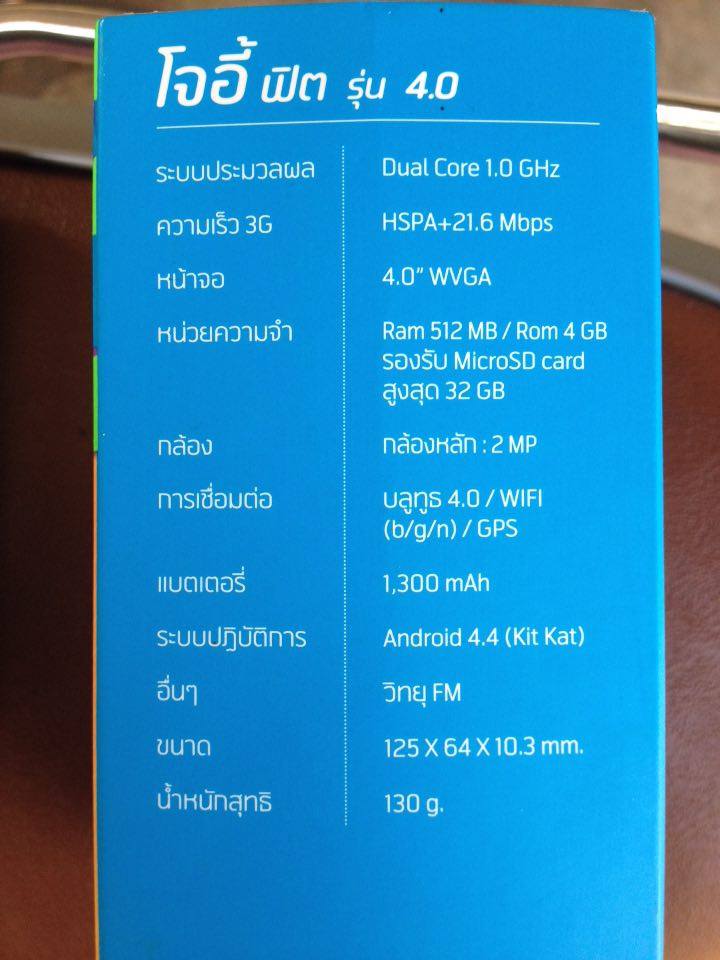 โจอี้ ฟิต รุ่น 4.0
ระบบประมวลผล Dual Core 1.0 GHz
ความเร็ว 3G HSPA+21.6 Mbps
หน้าจอ 4.0” WVGA
หน่วยความจำ Ram 512 MB / Rom 4 GB
รองรับ MicroSD card
สูงสุด 32 GB
กล้อง กล้องหลัก : 2 MP
การเชื่อมต่อ บลูทูธ 4.0 / WIFI
(b/g/n) / GPS
แบตเตอรี่ 1,300 mAh
ระบบปฏิบัติการ Android 4.4 (Kit Kat)
อื่นๆ วิทยุ FM
ขนาด 125 X 64 X 10.3 mm.
น้ำหนักสุทธิ 130 g.